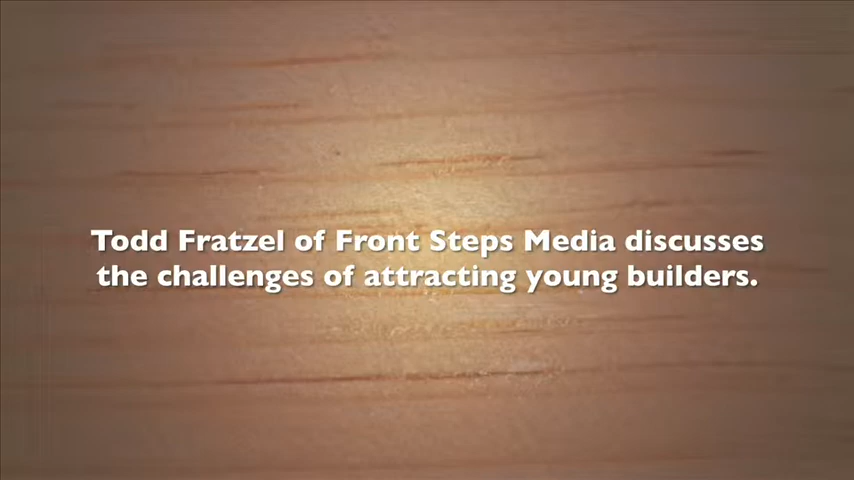 Todd Fratzel of Front Steps Media discusses
the challenges of attracting young builders.